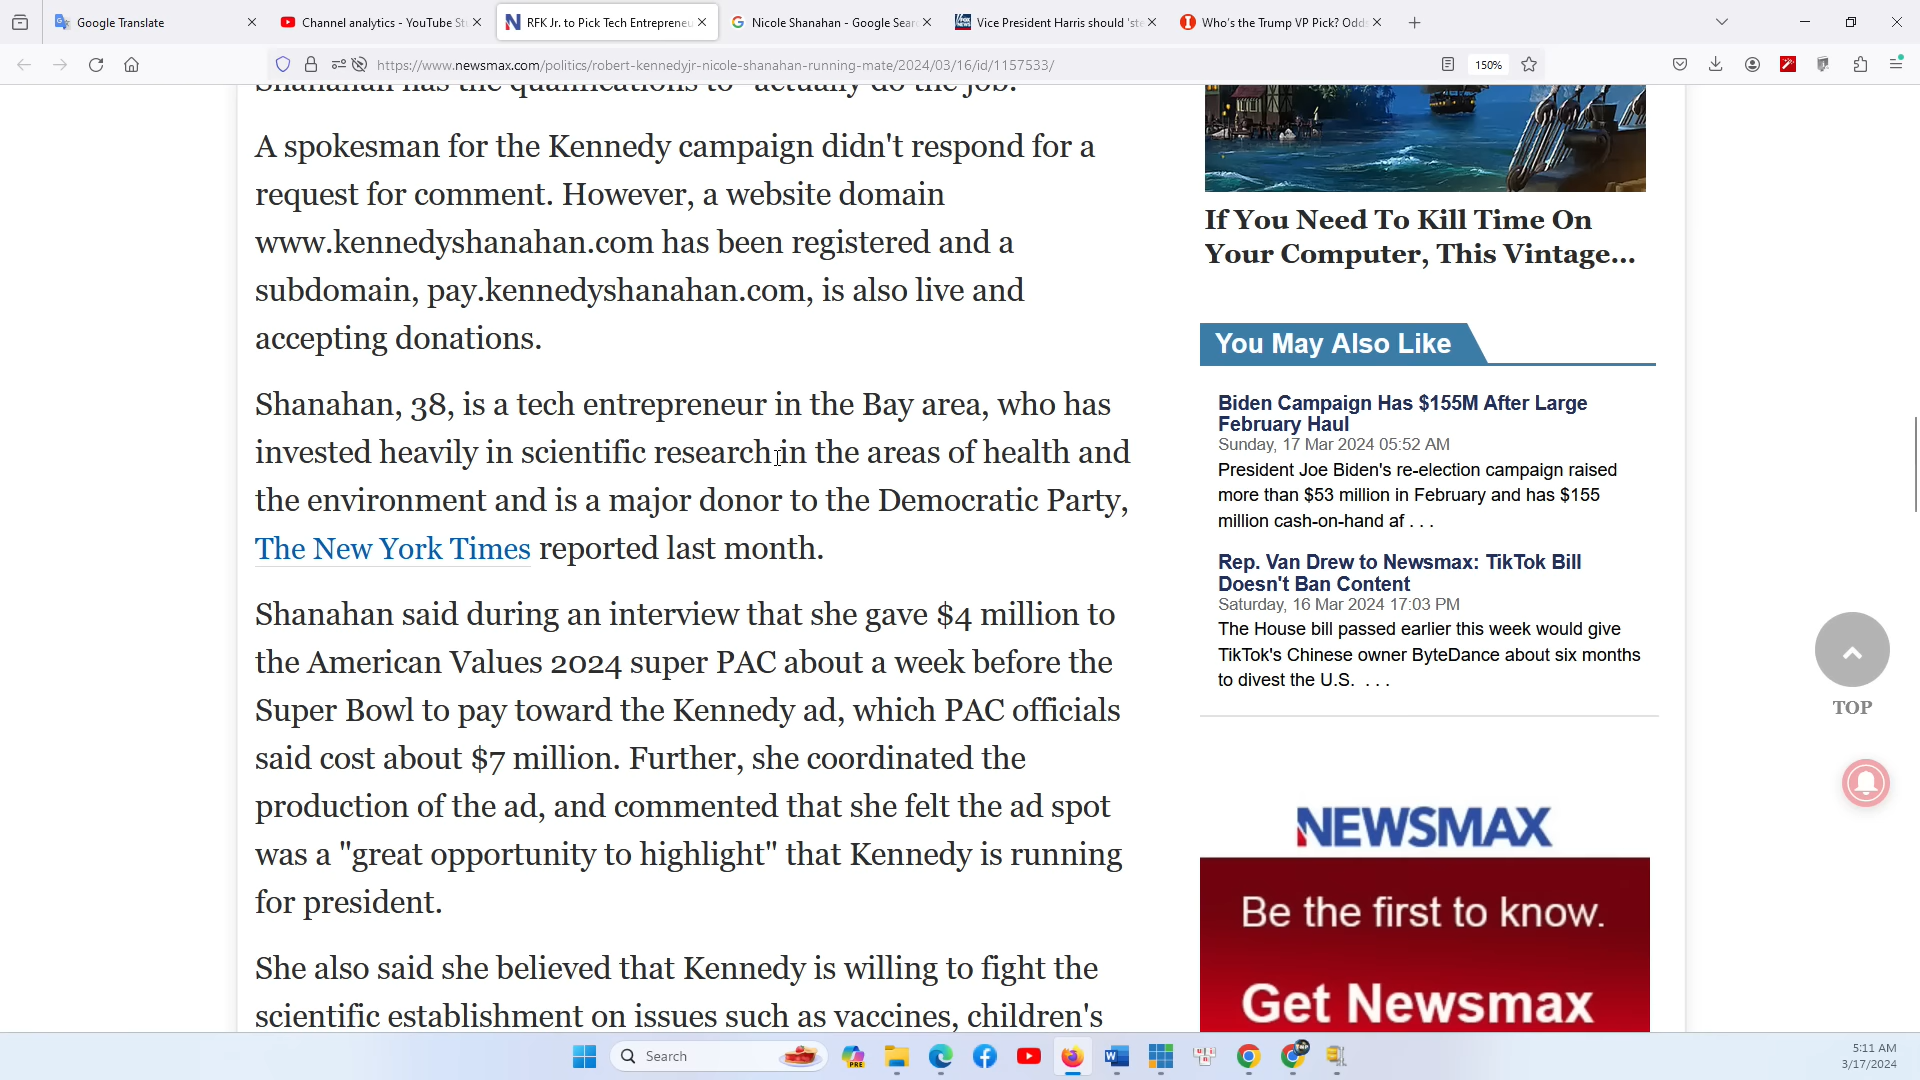 Google Translate
Channel analytics - YouTube St
RFK Jr. to Pick Tech Entrepreneu
Nicole Shanahan - Google Sear
Vice President Harris should 'ste
Who's the Trump VP Pick? Odd
https://www.newsmax.com/politics/robert-kennedyjr-nicole-shanahan-running-mate/2024/03/16/id/1157533/
150%
Shanahan has the qualifications to "actually do the job."
A spokesman for the Kennedy campaign didn't respond for a
request for comment. However, a website domain
www.kennedyshanahan.com has been registered and a
subdomain, pay.kennedyshanahan.com, is also live and
accepting donations.
Shanahan, 38, is a tech entrepreneur in the Bay area, who has
invested heavily in scientific research in the areas of health and
the environment and is a major donor to the Democratic Party,
The New York Times reported last month.
Shanahan said during an interview that she gave $4 million to
the American Values 2024 super PAC about a week before the
Super Bowl to pay toward the Kennedy ad, which PAC officials
said cost about $7 million. Further, she coordinated the
production of the ad, and commented that she felt the ad spot
was a "great opportunity to highlight" that Kennedy is running
for president.
She also said she believed that Kennedy is willing to fight the
scientific establishment on issues such as vaccines, children's
If You Need To Kill Time On
Your Computer, This Vintage...
You May Also Like
Biden Campaign Has $155M After Large
February Haul
Sunday, 17 Mar 2024 05:52 AM
President Joe Biden's re-election campaign raised
more than $53 million in February and has $155
million cash-on-hand af . . .
Rep. Van Drew to Newsmax: TikTok Bill
Doesn't Ban Content
Saturday, 16 Mar 2024 17:03 PM
The House bill passed earlier this week would give
TikTok's Chinese owner ByteDance about six months
to divest the U.S. . . .
NEWSMAX
Be the first to know.
Get Newsmax
TOP
Search
PRE
5:11 AM
3/17/2024